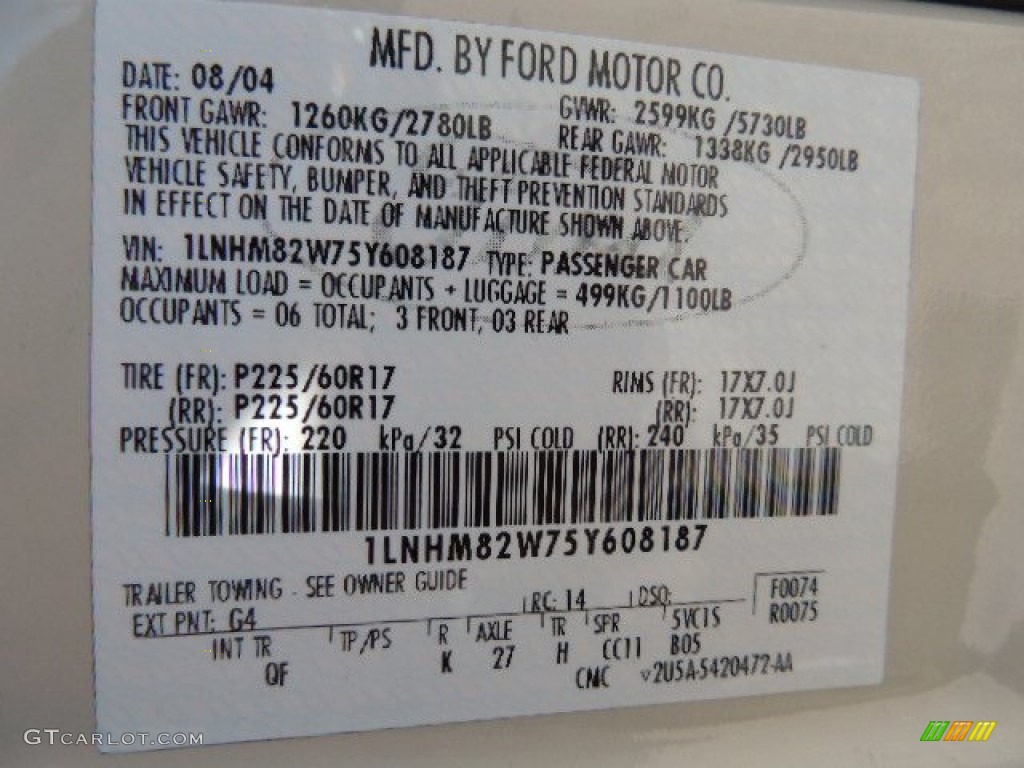 MFD. BY FORD MOTOR CO.
DATE: 08/04
GVWR: 2599KG /5730LB
FRONT GAWR: 1260KG/2780LB
REAR GAWR: 1338KG /2950LB
THIS VEHICLE CONFORMS TO ALL APPLICABLE FEDERAL MOTOR
VEHICLE SAFETY, BUMPER, AND THEFT PREVENTION STANDARDS
IN EFFECT ON THE DATE OF MANUFACTURE SHOWN ABOVE.
VIN: 1LNHM82W75Y608187 TYPE: PASSENGER CAR
MAXIMUM LOAD = OCCUPANTS + LUGGAGE = 499KG/1100LB
OCCUPANTS = 06 TOTAL; 3 FRONT, 03 REAR
TIRE (FR): P225/60R17 RIMS (FR): 17X7.0J
(RR): P225/60R17 (RR): 17X7.0J
PRESSURE (FR): 220 kPa/32 PSI COLD (RR): 240 kPa/35 PSI COLD
1LNHM82W75Y608187
TRAILER TOWING - SEE OWNER GUIDE
EXT PNT: G4 RC: 14 DSO: F0074
R0075
INT TR TP/PS R AXLE TR SPR 5VC15
QF K 27 H CC11 B05
CMC ▿2U5A-5420472-AA
GTCARLOT.COM